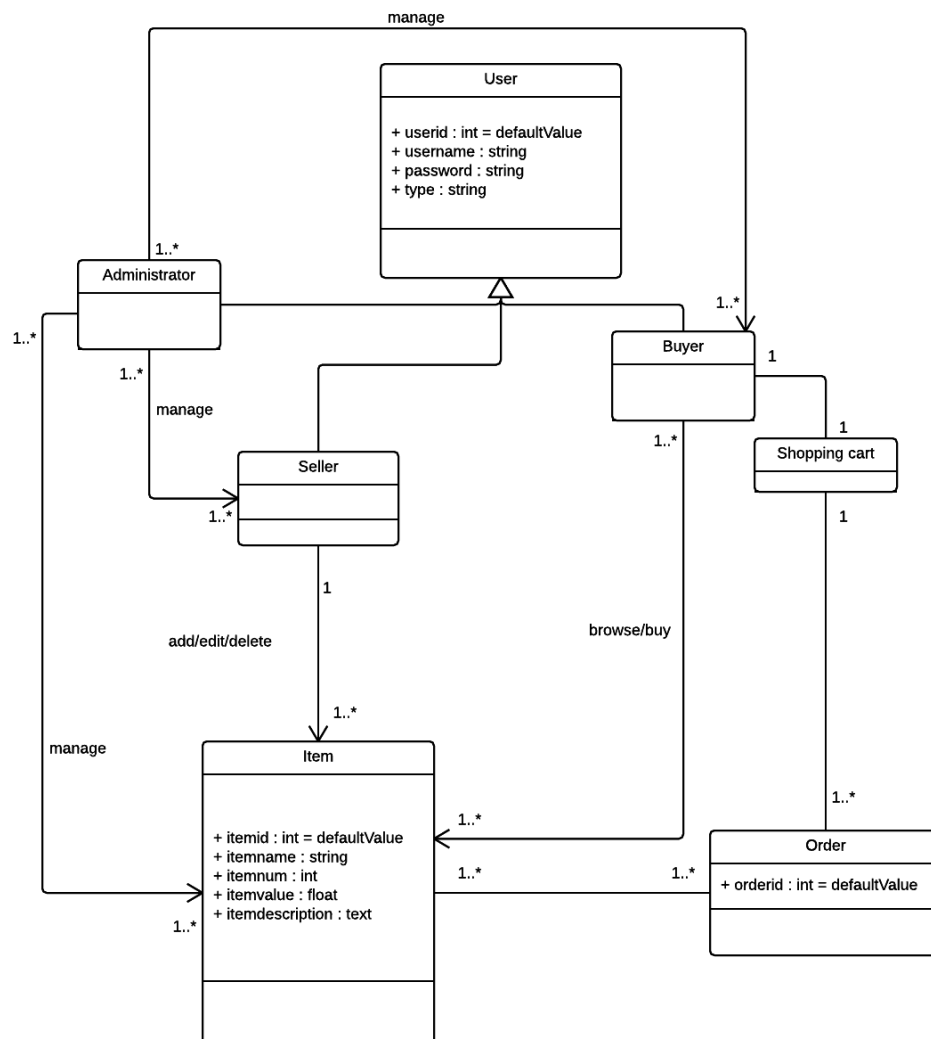 manage
User
+ userid : int = defaultValue
+ username : string
+ password : string
+ type : string
1..*
Administrator
1..*
1..*
Buyer
1
1..*
manage
1..*
1
Shopping cart
Seller
1..*
1
1
add/edit/delete
browse/buy
1..*
manage
Item
1..*
1..*
+ itemid : int = defaultValue
+ itemname : string
+ itemnum : int
+ itemvalue : float
+ itemdescription : text
1..*
1..*
1..*
Order
+ orderid : int = defaultValue